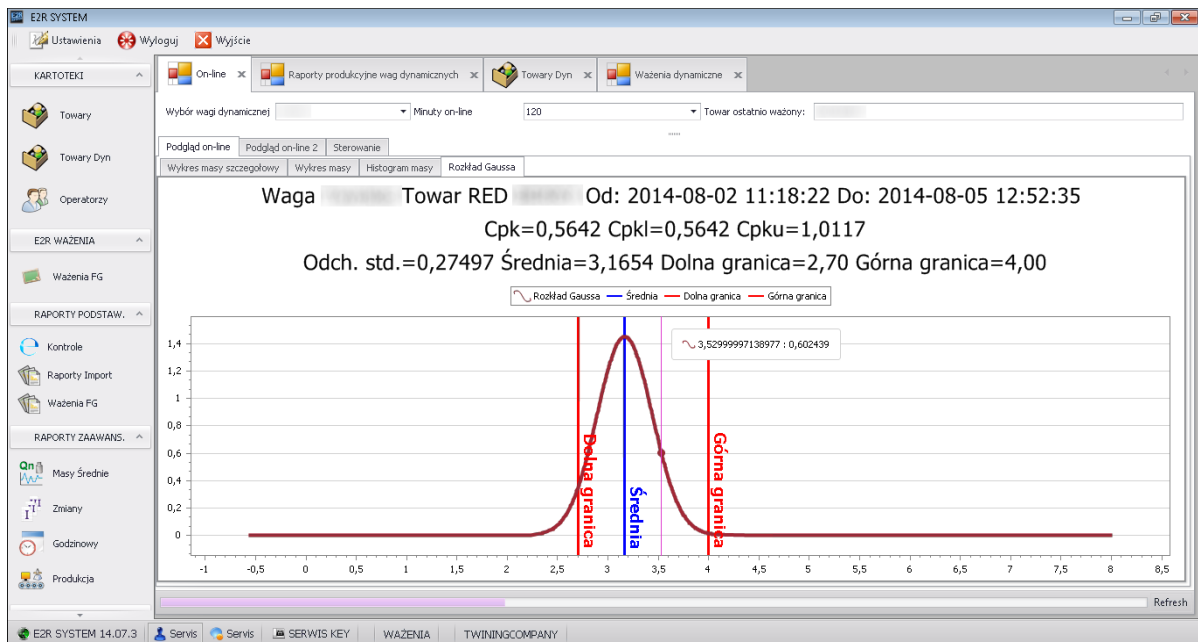 E2R SYSTEM
Ustawienia Wyloguj Wyjście
KARTOTEKI
Towary
Towary Dyn
Operatorzy
E2R WAŻENIA
Ważenia FG
RAPORTY PODSTAW.
Kontrole
Raporty Import
Ważenia FG
RAPORTY ZAAWANS.
Qn
Masy Średnie
Zmiany
Godzinowy
Produkcja
On-line Raporty produkcyjne wag dynamicznych Towary Dyn Ważenia dynamiczne
Wybór wagi dynamicznej Minuty on-line 120 Towar ostatnio ważony:
Podgląd on-line Podgląd on-line 2 Sterowanie
Wykres masy szczegołowy Wykres masy Histogram masy Rozkład Gaussa
Waga Towar RED Od: 2014-08-02 11:18:22 Do: 2014-08-05 12:52:35
Cpk=0,5642 Cpkl=0,5642 Cpku=1,0117
Odch. std.=0,27497 Średnia=3,1654 Dolna granica=2,70 Górna granica=4,00
Rozkład Gaussa Średnia Dolna granica Górna granica
3,52999997138977 : 0,602439
1,4
1,2
1
0,8
0,6
0,4
0,2
0
Dolna granica
Średnia
Górna granica
-1 -0,5 0 0,5 1 1,5 2 2,5 3 3,5 4 4,5 5 5,5 6 6,5 7 7,5 8 8,5
Refresh
E2R SYSTEM 14.07.3 Servis Servis SERWIS KEY WAŻENIA TWININGCOMPANY